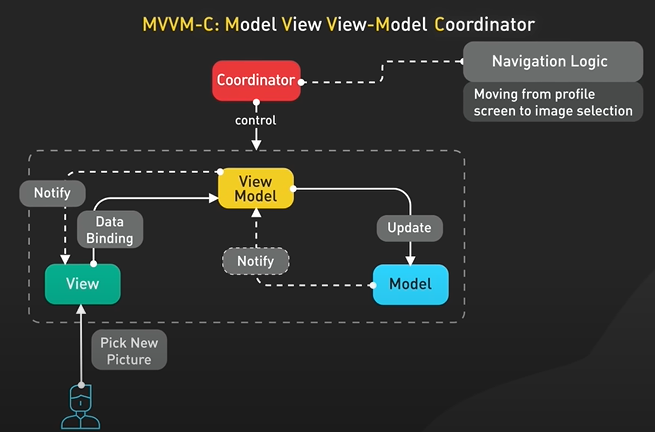 MVVM-C: Model View View-Model Coordinator
Coordinator
Navigation Logic
Moving from profile
screen to image selection
control
Notify
View
Model
Data
Binding
Update
Notify
View
Model
Pick New
Picture